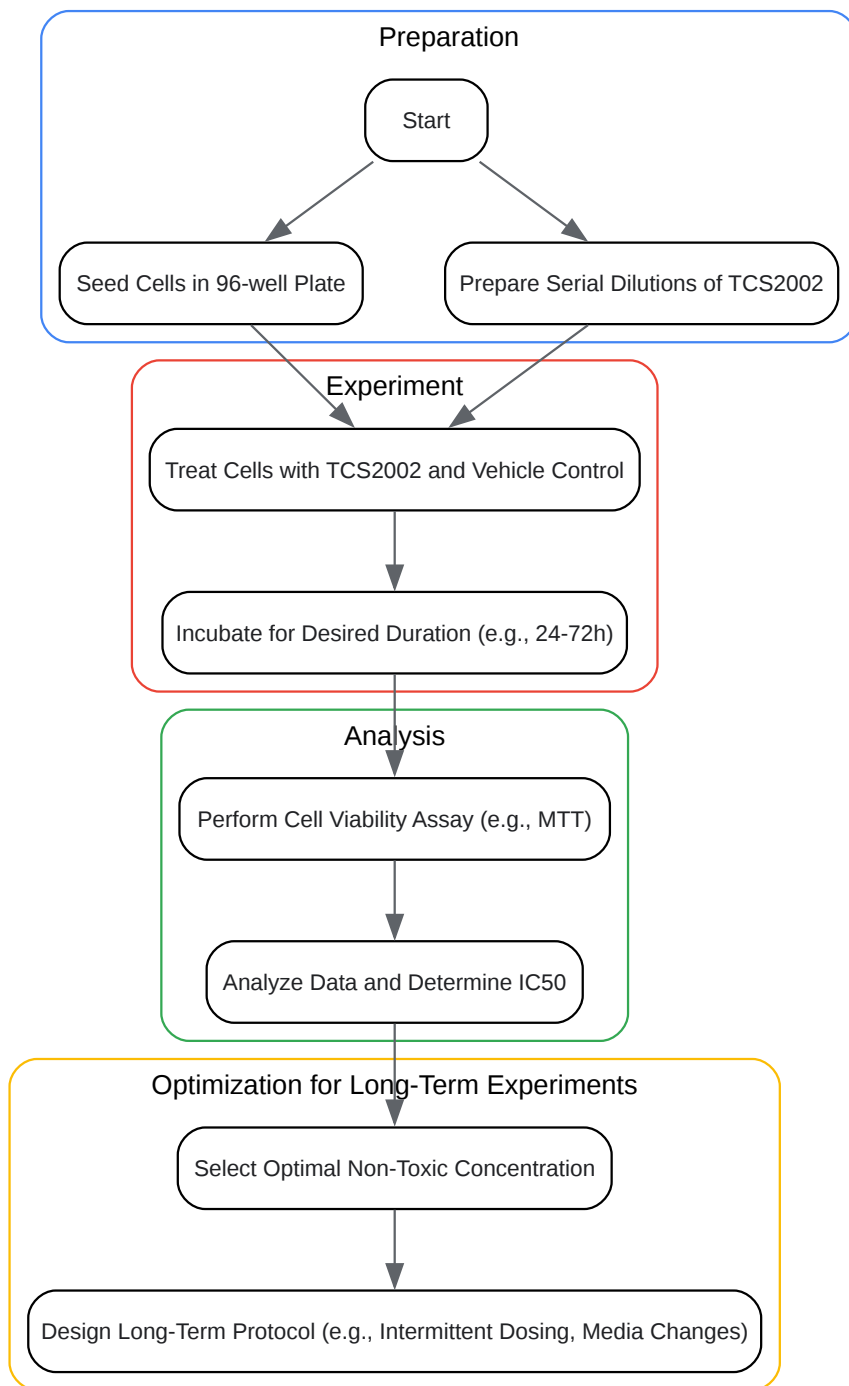 Preparation
Start
Seed Cells in 96-well Plate
Prepare Serial Dilutions of TCS2002
Experiment
Treat Cells with TCS2002 and Vehicle Control
Incubate for Desired Duration (e.g., 24-72h)
Analysis
Perform Cell Viability Assay (e.g., MTT)
Analyze Data and Determine IC50
Optimization for Long-Term Experiments
Select Optimal Non-Toxic Concentration
Design Long-Term Protocol (e.g., Intermittent Dosing, Media Changes)